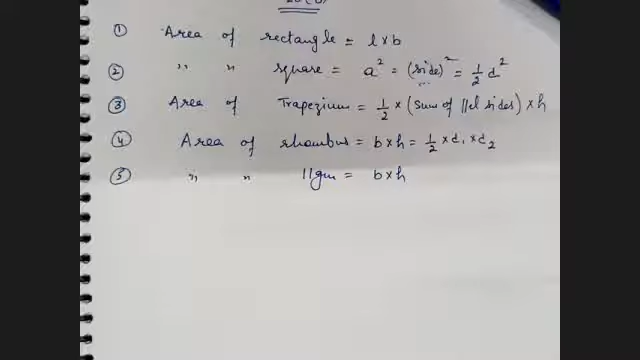 ① Area of rectangle = l × b
② " " square = a² = (side)² = 1/2 d²
③ Area of Trapezium = 1/2 × (Sum of ||el sides) × h
④ Area of rhombus = b × h = 1/2 × d₁ × d₂
⑤ " " ||gm = b × h